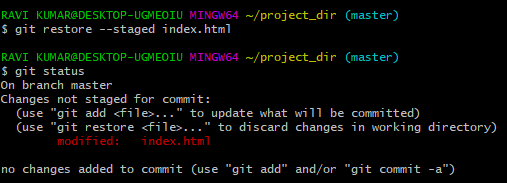 RAVI KUMAR@DESKTOP-UGMEOIU MINGW64 ~/project_dir (master)
$ git restore --staged index.html
RAVI KUMAR@DESKTOP-UGMEOIU MINGW64 ~/project_dir (master)
$ git status
On branch master
Changes not staged for commit:
  (use "git add <file>..." to update what will be committed)
  (use "git restore <file>..." to discard changes in working directory)
        modified:   index.html
no changes added to commit (use "git add" and/or "git commit -a")